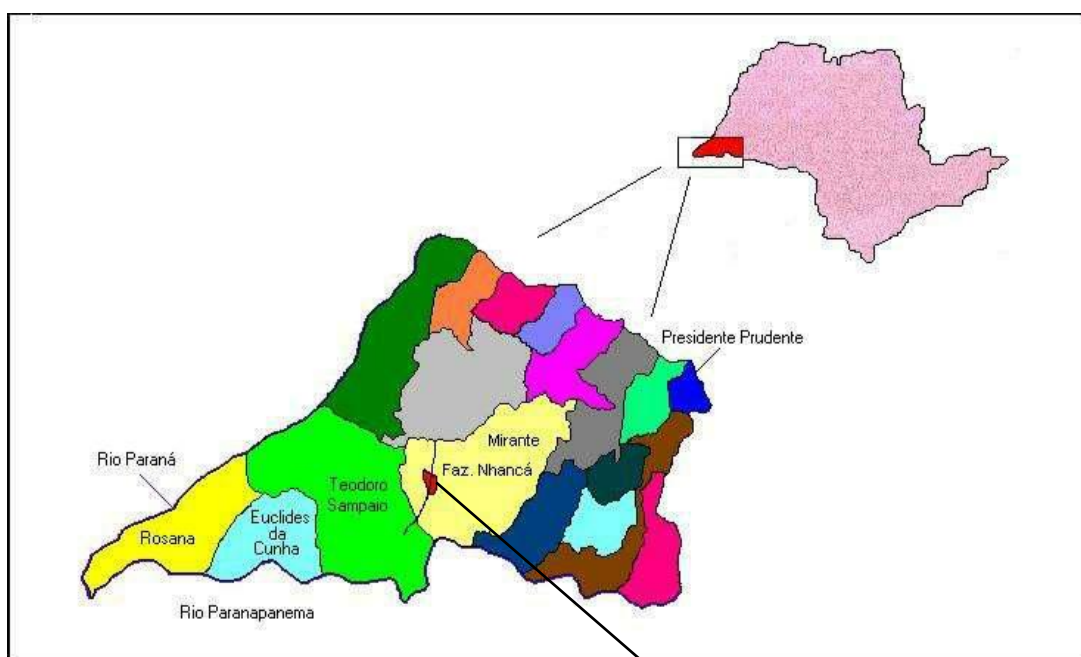 Presidente Prudente
Mirante
Faz. Nhancá
Rio Paraná
Teodoro
Sampaio
Euclides
da
Cunha
Rosana
Rio Paranapanema